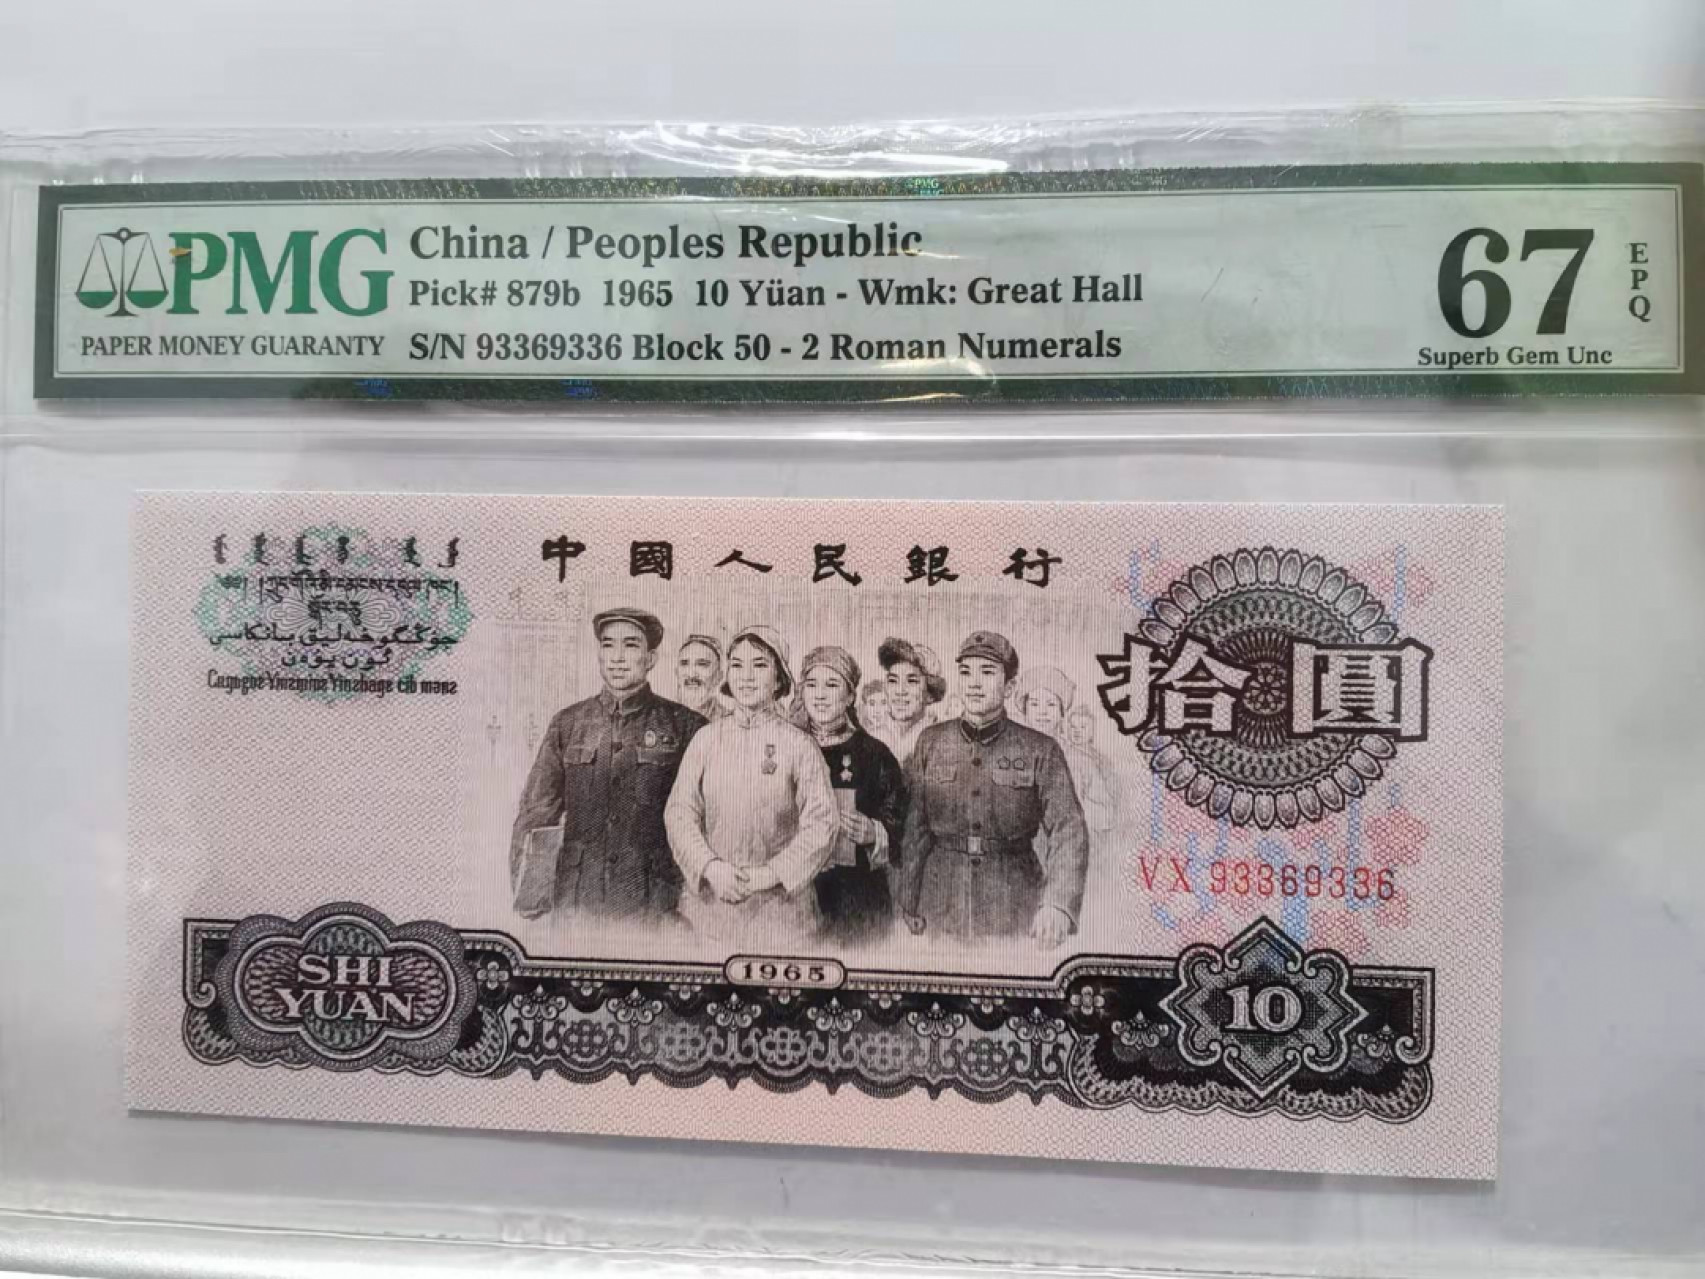 PMG
PAPER MONEY GUARANTY
China / Peoples Republic
Pick# 879b 1965 10 Yüan - Wmk: Great Hall
S/N 93369336 Block 50 - 2 Roman Numerals
67
EPQ
Superb Gem Unc
中國人民銀行
拾圓
VX 93369336
1965
SHI
YUAN
10